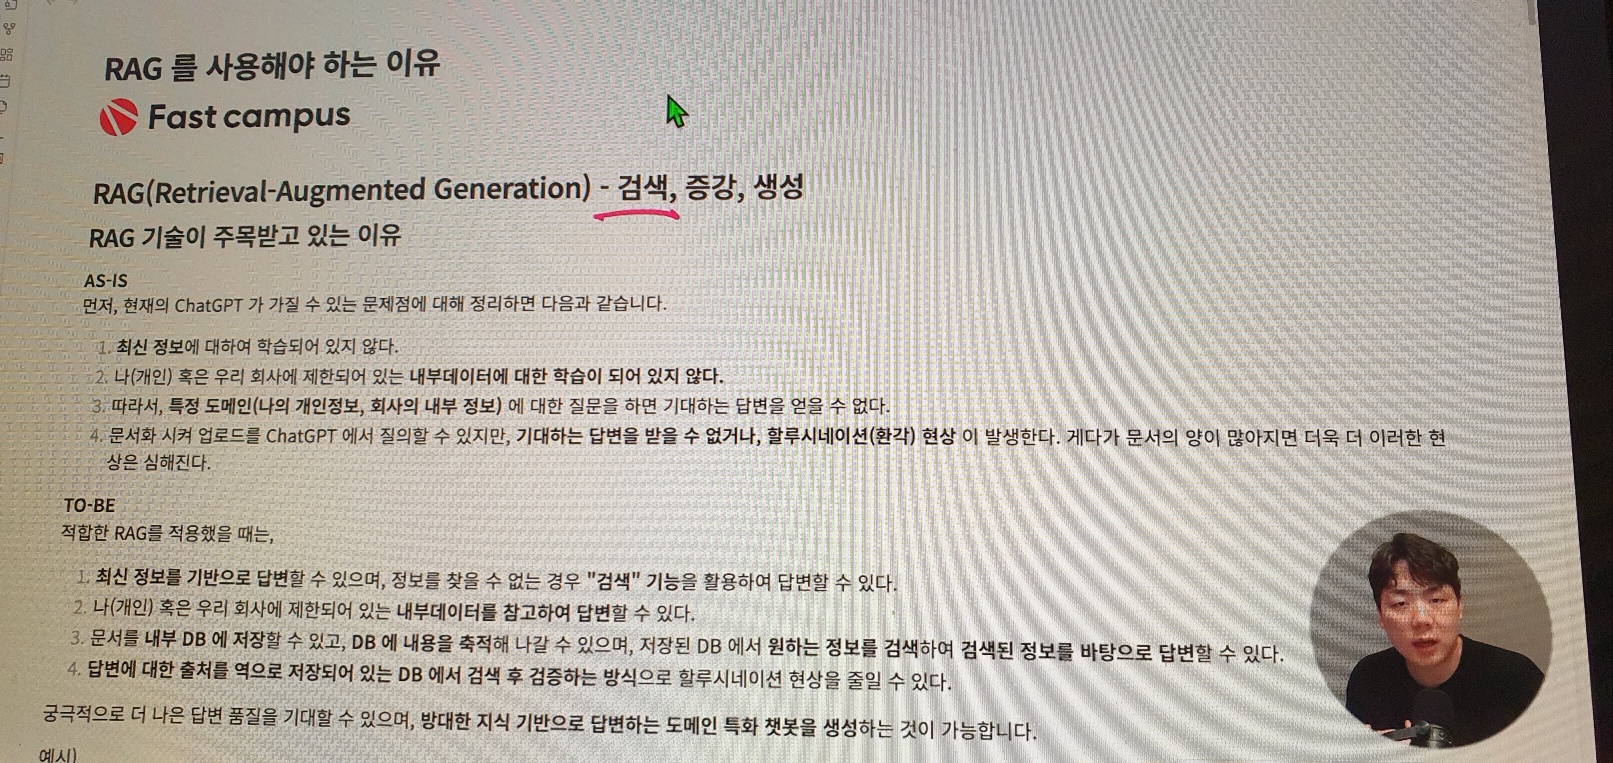 RAG 를 사용해야 하는 이유
Fast campus
RAG(Retrieval-Augmented Generation) - 검색, 증강, 생성
RAG 기술이 주목받고 있는 이유
AS-IS
먼저, 현재의 ChatGPT 가 가질 수 있는 문제점에 대해 정리하면 다음과 같습니다.
1. 최신 정보에 대하여 학습되어 있지 않다.
2. 나(개인) 혹은 우리 회사에 제한되어 있는 내부데이터에 대한 학습이 되어 있지 않다.
3. 따라서, 특정 도메인(나의 개인정보, 회사의 내부 정보) 에 대한 질문을 하면 기대하는 답변을 얻을 수 없다.
4. 문서화 시켜 업로드를 ChatGPT 에서 질의할 수 있지만, 기대하는 답변을 받을 수 없거나, 할루시네이션(환각) 현상 이 발생한다. 게다가 문서의 양이 많아지면 더욱 더 이러한 현
상은 심해진다.
TO-BE
적합한 RAG를 적용했을 때는,
1. 최신 정보를 기반으로 답변할 수 있으며, 정보를 찾을 수 없는 경우 "검색" 기능을 활용하여 답변할 수 있다.
2. 나(개인) 혹은 우리 회사에 제한되어 있는 내부데이터를 참고하여 답변할 수 있다.
3. 문서를 내부 DB 에 저장할 수 있고, DB 에 내용을 축적해 나갈 수 있으며, 저장된 DB 에서 원하는 정보를 검색하여 검색된 정보를 바탕으로 답변할 수 있다.
4. 답변에 대한 출처를 역으로 저장되어 있는 DB 에서 검색 후 검증하는 방식으로 할루시네이션 현상을 줄일 수 있다.
궁극적으로 더 나은 답변 품질을 기대할 수 있으며, 방대한 지식 기반으로 답변하는 도메인 특화 챗봇을 생성하는 것이 가능합니다.
예시)